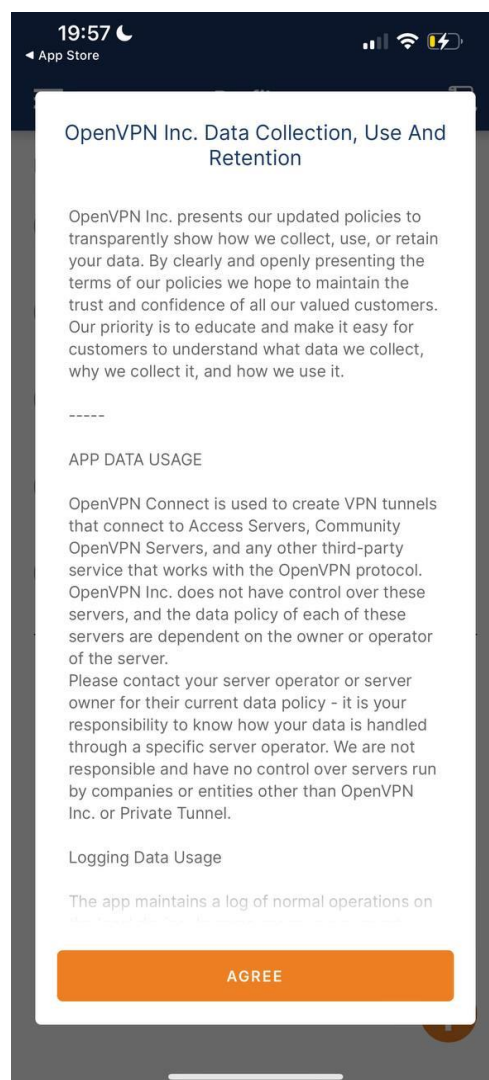 19:57
◀ App Store
OpenVPN Inc. Data Collection, Use And
Retention
OpenVPN Inc. presents our updated policies to
transparently show how we collect, use, or retain
your data. By clearly and openly presenting the
terms of our policies we hope to maintain the
trust and confidence of all our valued customers.
Our priority is to educate and make it easy for
customers to understand what data we collect,
why we collect it, and how we use it.
-----
APP DATA USAGE
OpenVPN Connect is used to create VPN tunnels
that connect to Access Servers, Community
OpenVPN Servers, and any other third-party
service that works with the OpenVPN protocol.
OpenVPN Inc. does not have control over these
servers, and the data policy of each of these
servers are dependent on the owner or operator
of the server.
Please contact your server operator or server
owner for their current data policy - it is your
responsibility to know how your data is handled
through a specific server operator. We are not
responsible and have no control over servers run
by companies or entities other than OpenVPN
Inc. or Private Tunnel.
Logging Data Usage
The app maintains a log of normal operations on
AGREE